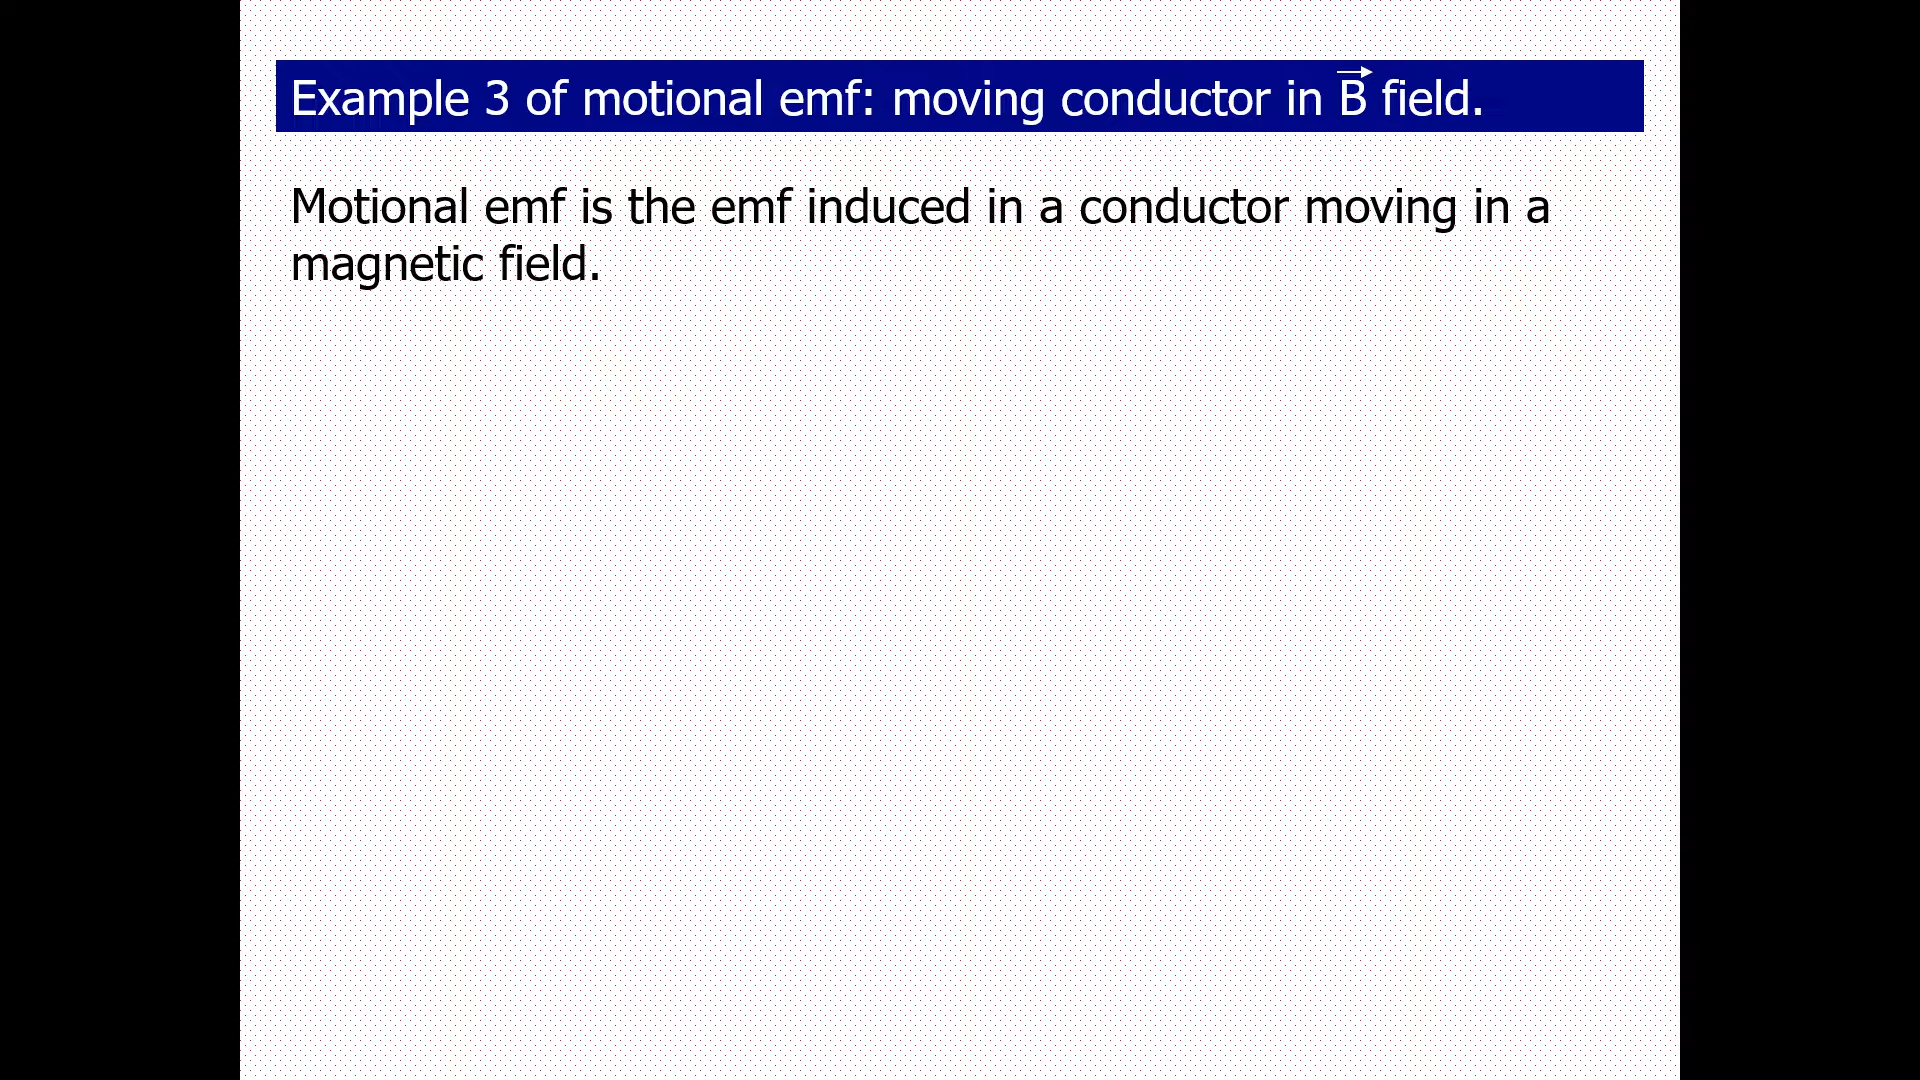 Example 3 of motional emf: moving conductor in B⃗ field.
Motional emf is the emf induced in a conductor moving in a
magnetic field.